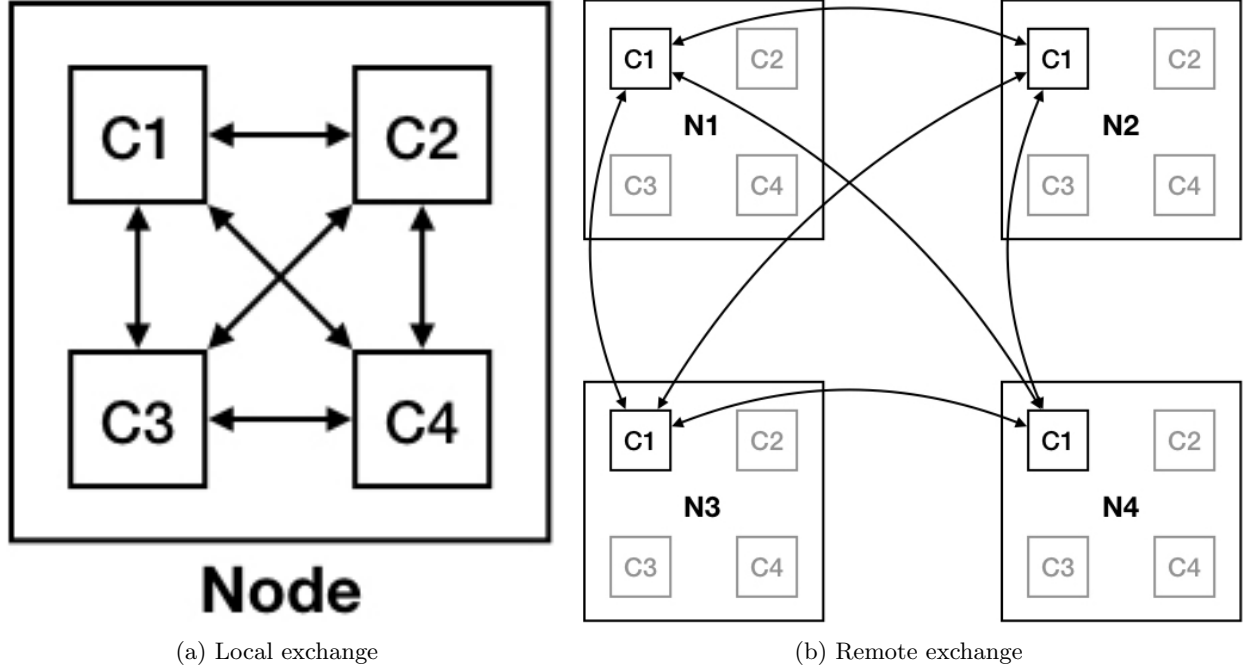 C1 C2
C3 C4
Node
(a) Local exchange
C1 C2
N1
C3 C4
C1 C2
N2
C3 C4
C1 C2
N3
C3 C4
C1 C2
N4
C3 C4
(b) Remote exchange